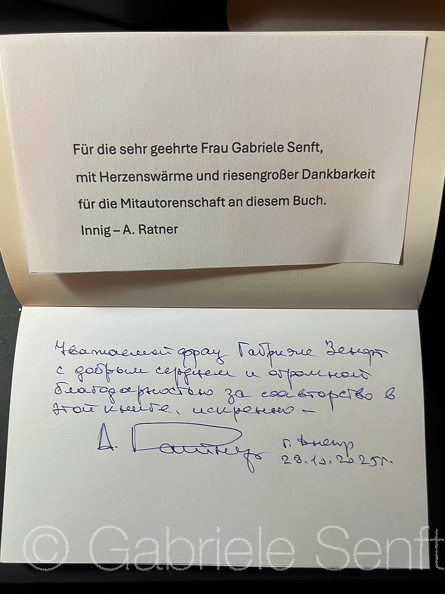 Für die sehr geehrte Frau Gabriele Senft,
mit Herzenswärme und riesengroßer Dankbarkeit
für die Mitautorenschaft an diesem Buch.
Innig – A. Ratner
Уважаемой фрау Габриэле Зенфт
с добрым сердцем и огромной
благодарностью за соавторство в
этой книге. искренно –
А. Ратнер
г. Днепр
29.10.2025г.
© Gabriele Senft